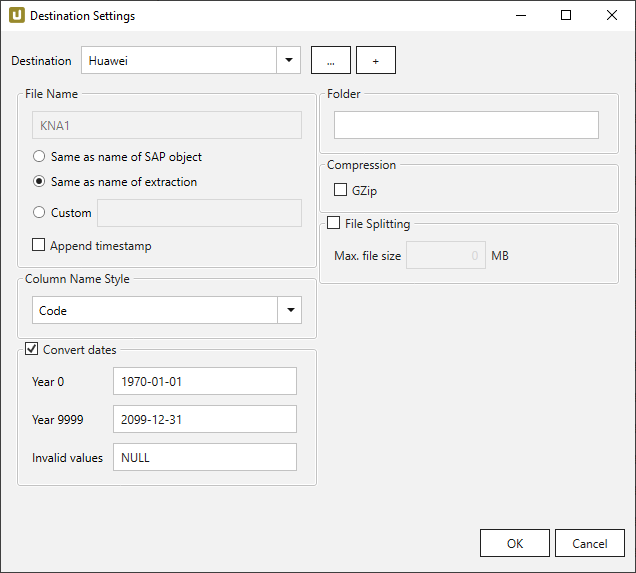 Destination Settings
Destination
Huawei
...
+
File Name
KNA1
Same as name of SAP object
Same as name of extraction
Custom
Append timestamp
Column Name Style
Code
Convert dates
Year 0
1970-01-01
Year 9999
2099-12-31
Invalid values
NULL
Folder
Compression
GZip
File Splitting
Max. file size
0
MB
OK
Cancel